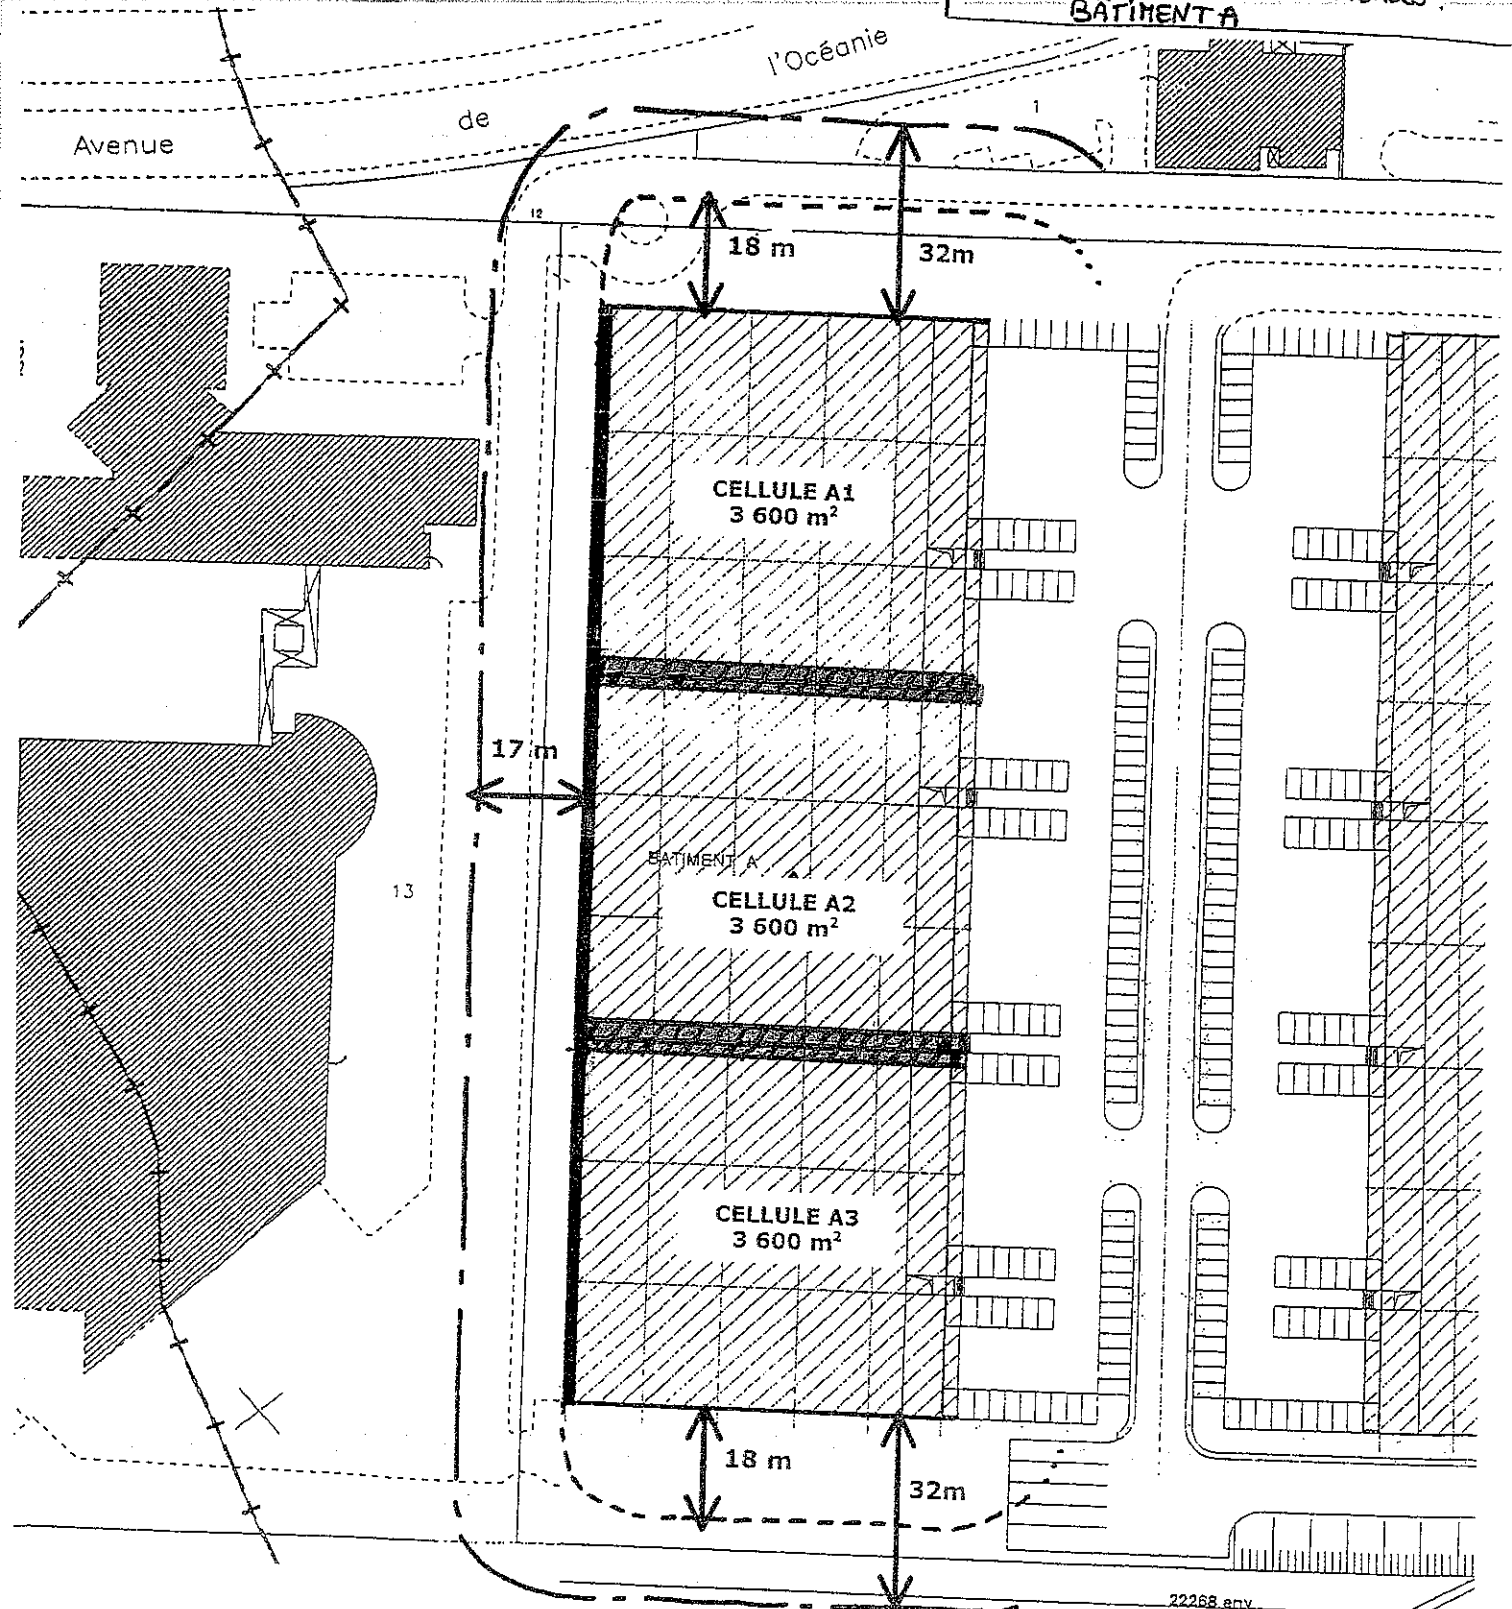 BATIMENT A
l'Océanie
de
Avenue
1
12
18 m
32m
CELLULE A1
3 600 m²
17 m
BATIMENT A
13
CELLULE A2
3 600 m²
CELLULE A3
3 600 m²
18 m
32m
22268 env